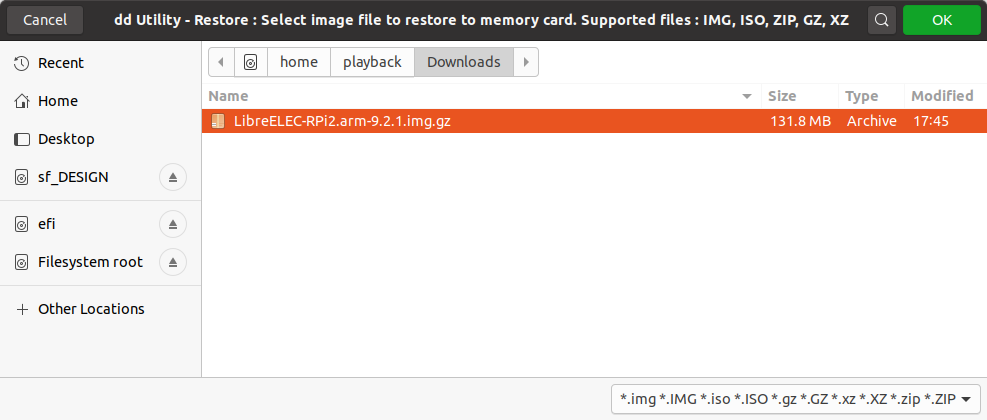 Cancel dd Utility - Restore : Select image file to restore to memory card. Supported files : IMG, ISO, ZIP, GZ, XZ OK
Recent
Home
Desktop
sf_DESIGN
efi
Filesystem root
Other Locations
home playback Downloads
Name Size Type Modified
LibreELEC-RPi2.arm-9.2.1.img.gz 131.8 MB Archive 17:45
*.img *.IMG *.iso *.ISO *.gz *.GZ *.xz *.XZ *.zip *.ZIP